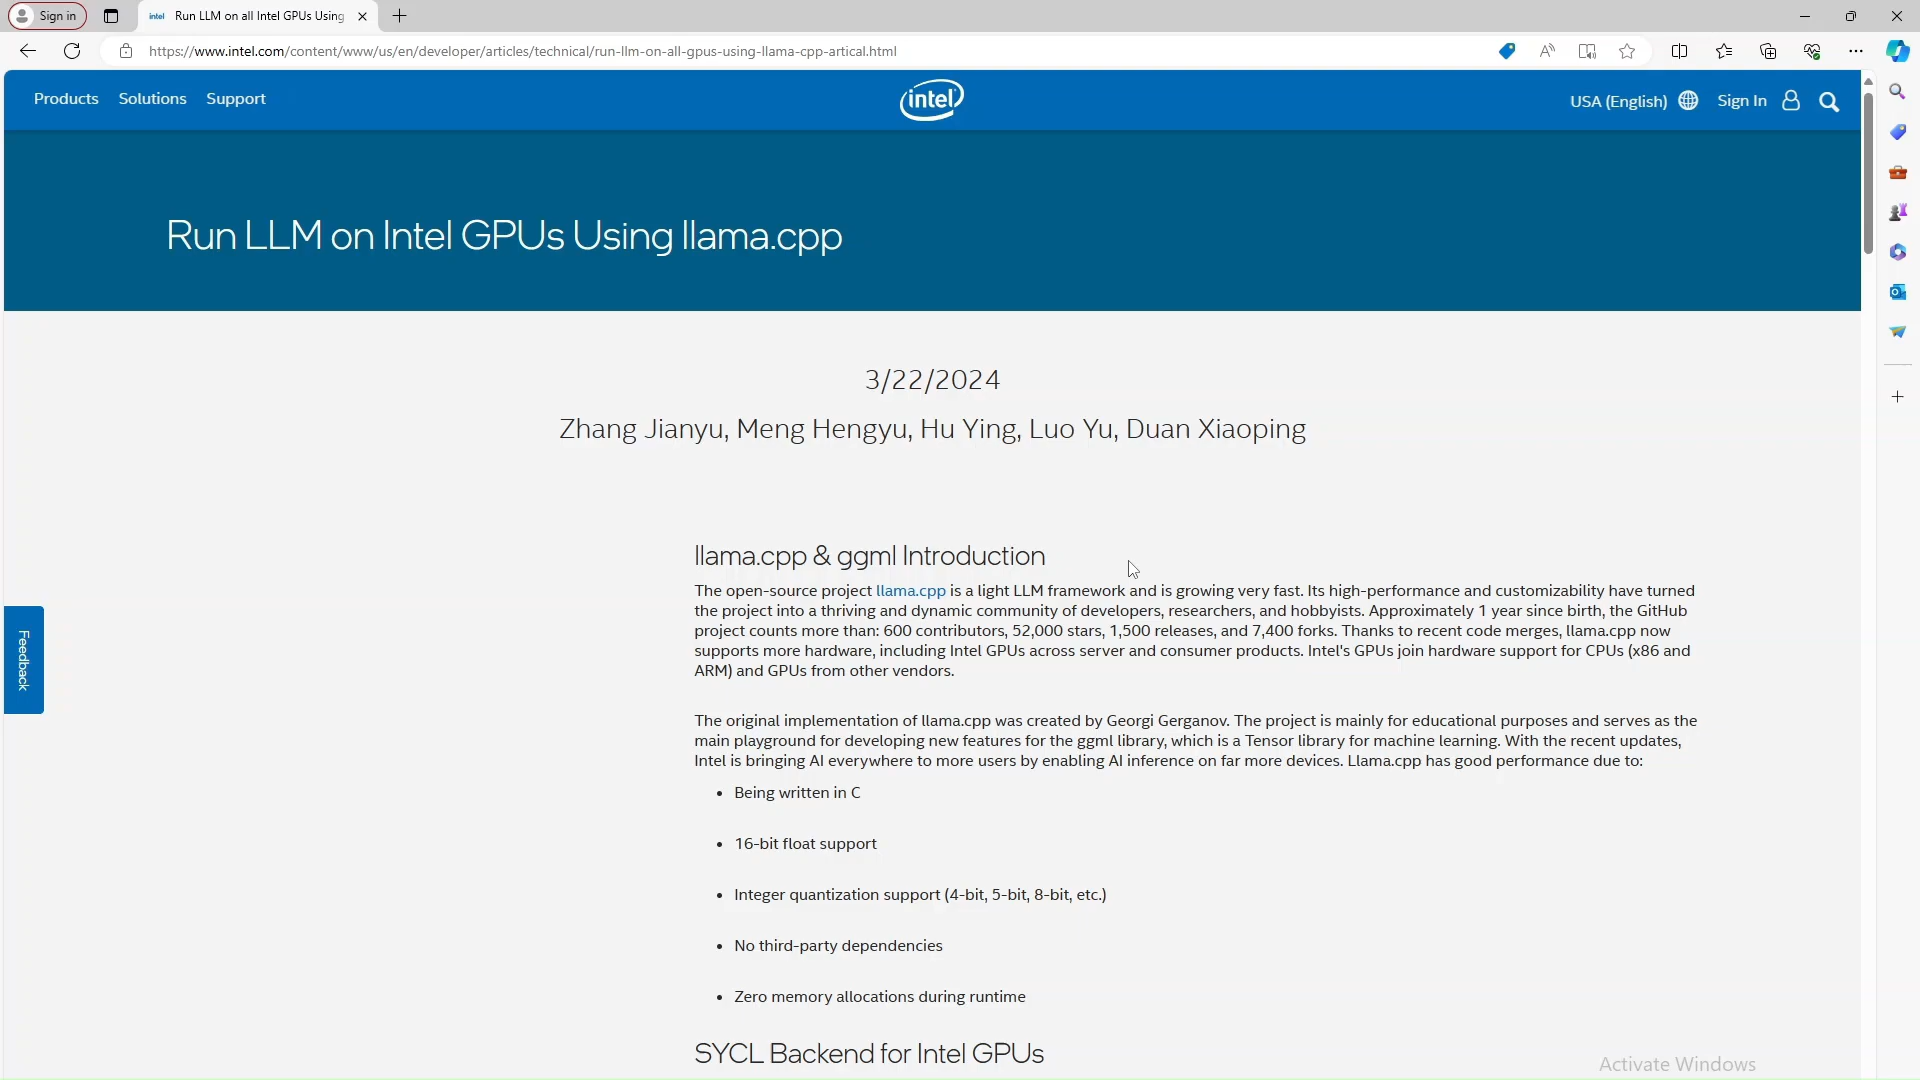 Sign in
intel Run LLM on all Intel GPUs Using
https://www.intel.com/content/www/us/en/developer/articles/technical/run-llm-on-all-gpus-using-llama-cpp-artical.html
Products Solutions Support
intel
USA (English) Sign In
Run LLM on Intel GPUs Using llama.cpp
3/22/2024
Zhang Jianyu, Meng Hengyu, Hu Ying, Luo Yu, Duan Xiaoping
llama.cpp & ggml Introduction
The open-source project llama.cpp is a light LLM framework and is growing very fast. Its high-performance and customizability have turned
the project into a thriving and dynamic community of developers, researchers, and hobbyists. Approximately 1 year since birth, the GitHub
project counts more than: 600 contributors, 52,000 stars, 1,500 releases, and 7,400 forks. Thanks to recent code merges, llama.cpp now
supports more hardware, including Intel GPUs across server and consumer products. Intel's GPUs join hardware support for CPUs (x86 and
ARM) and GPUs from other vendors.
The original implementation of llama.cpp was created by Georgi Gerganov. The project is mainly for educational purposes and serves as the
main playground for developing new features for the ggml library, which is a Tensor library for machine learning. With the recent updates,
Intel is bringing AI everywhere to more users by enabling AI inference on far more devices. Llama.cpp has good performance due to:
• Being written in C
• 16-bit float support
• Integer quantization support (4-bit, 5-bit, 8-bit, etc.)
• No third-party dependencies
• Zero memory allocations during runtime
SYCL Backend for Intel GPUs
Feedback
Activate Windows